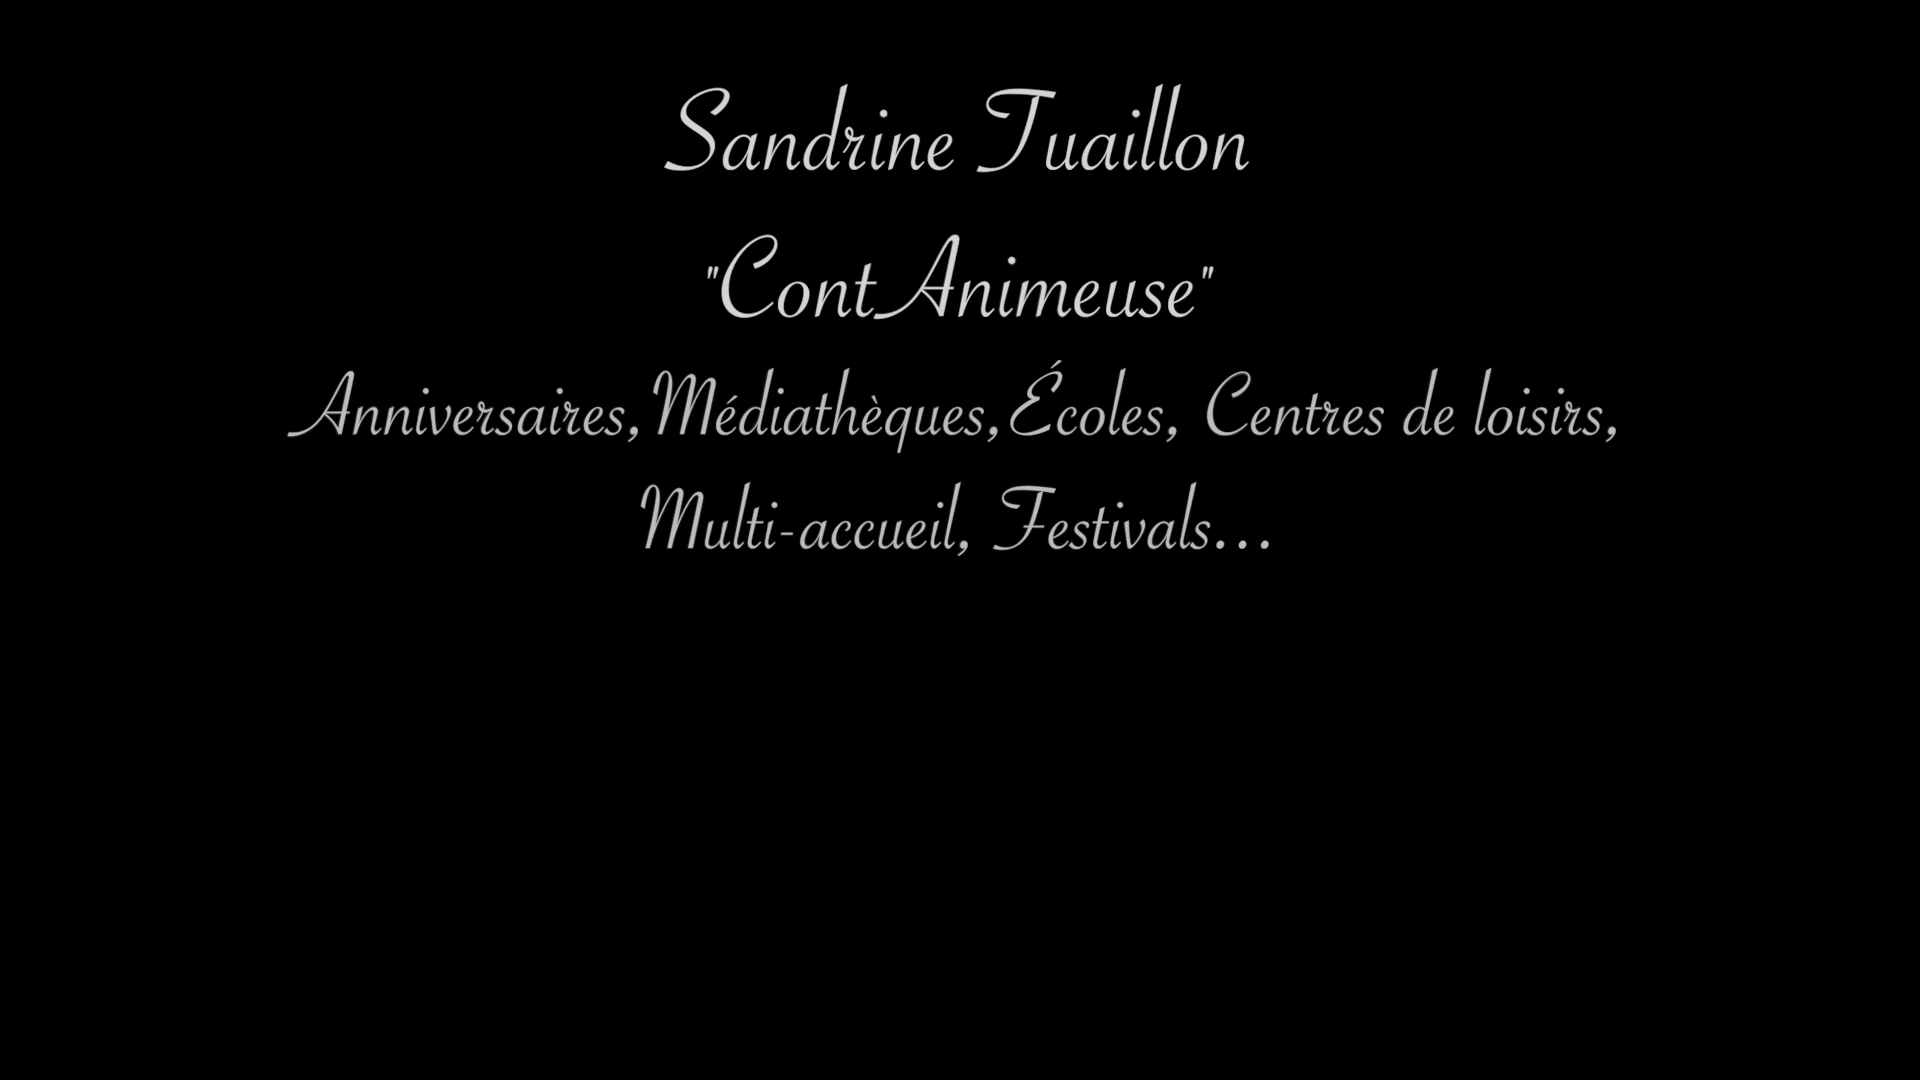 Sandrine Tuaillon
"ContAnimeuse"
Anniversaires,Médiathèques,Écoles, Centres de loisirs,
Multi-accueil, Festivals...